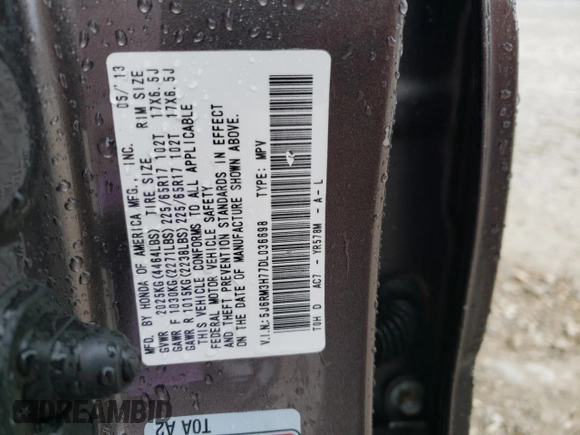 MFD. BY HONDA OF AMERICA MFG., INC. 05/'13
TIRE SIZE RIM SIZE
GVWR 2025KG(4464LBS)
GAWR F 1030KG(2271LBS) 225/65R17 102T 17X6.5J
GAWR R 1015KG(2238LBS) 225/65R17 102T 17X6.5J
THIS VEHICLE CONFORMS TO ALL APPLICABLE
FEDERAL MOTOR VEHICLE SAFETY
AND THEFT PREVENTION STANDARDS IN EFFECT
ON THE DATE OF MANUFACTURE SHOWN ABOVE.
V.I.N.: 5J6RM3H77DL036698 TYPE: MPV
T0H D AC7 - YR578M - A - L
T0A A2
DREAMBID